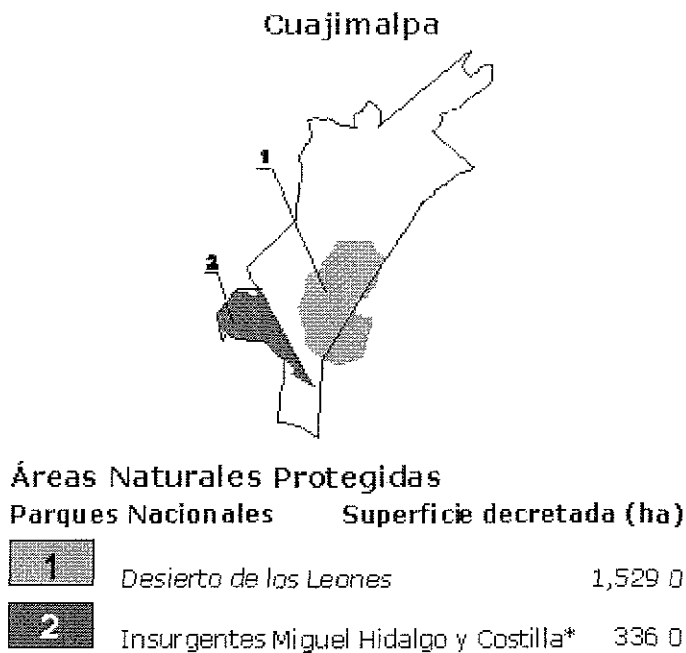 Cuajimalpa
1
2
Áreas Naturales Protegidas
Parques Nacionales Superficie decretada (ha)
1 Desierto de los Leones 1,529 0
2 Insurgentes Miguel Hidalgo y Costilla* 336 0